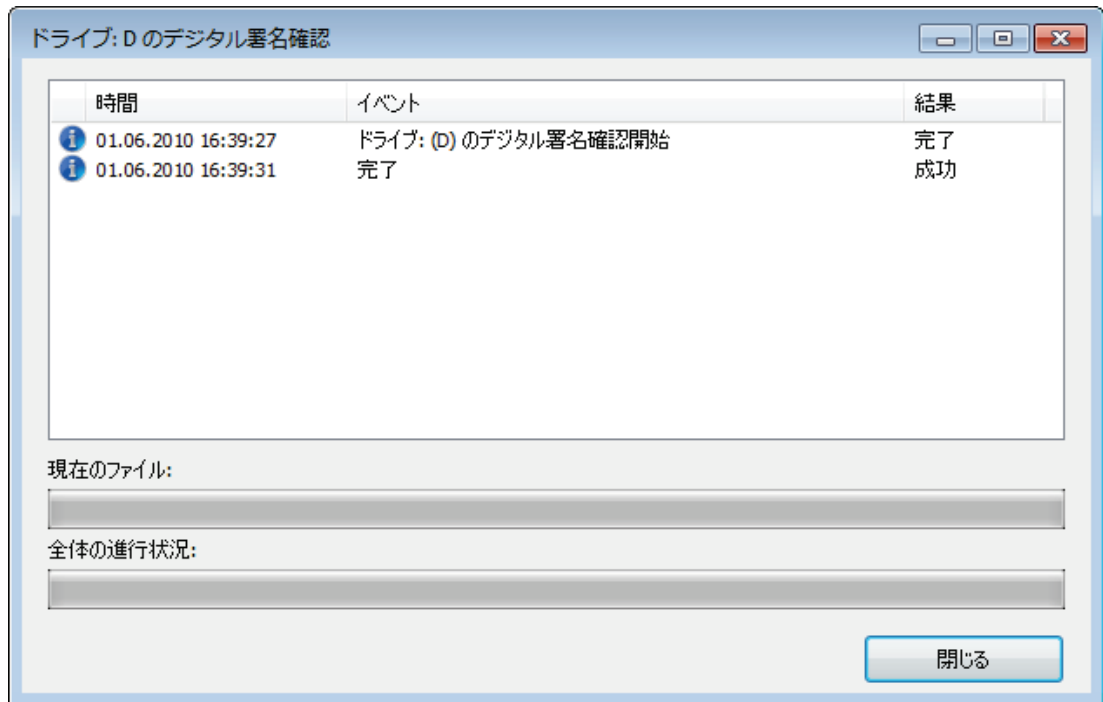 ドライブ: D のデジタル署名確認
時間 イベント 結果
01.06.2010 16:39:27 ドライブ: (D) のデジタル署名確認開始 完了
01.06.2010 16:39:31 完了 成功
現在のファイル:
全体の進行状況:
閉じる